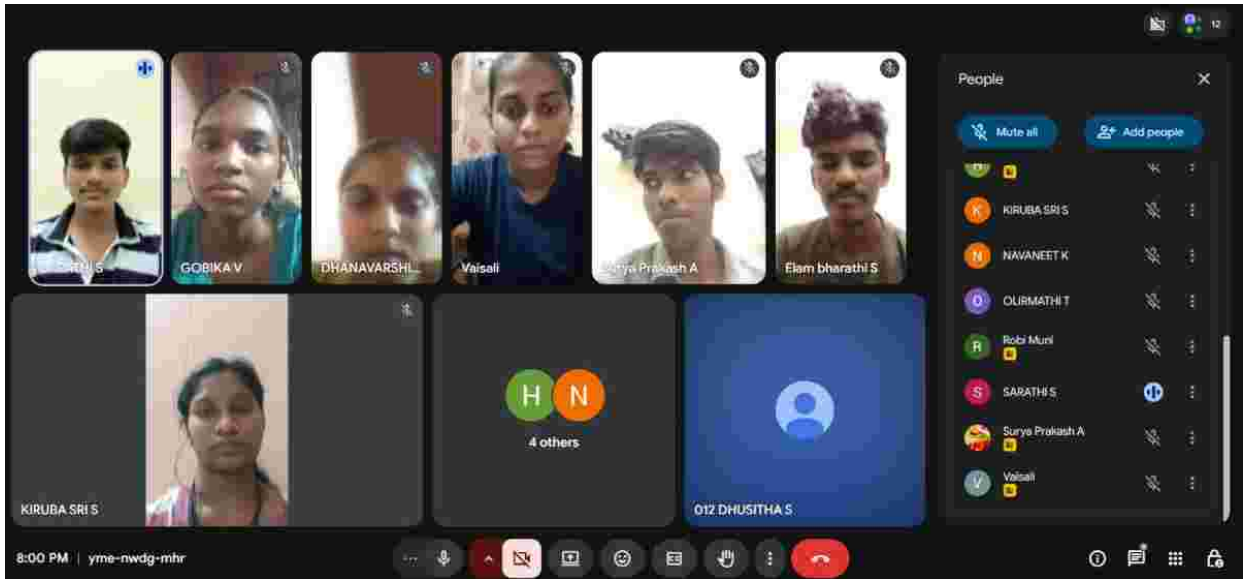 12
GOBIKA V
DHANAVARSHI...
Vaisali
Surya Prakash A
Elam bharathi S
KIRUBA SRI S
H N
4 others
012 DHUSITHA S
People
Mute all
Add people
H
K KIRUBA SRI S
N NAVANEET K
O OLIRMATHI T
R Robi Muni
S SARATHI S
Surya Prakash A
V Vaisali
8:00 PM | yme-nwdg-mhr